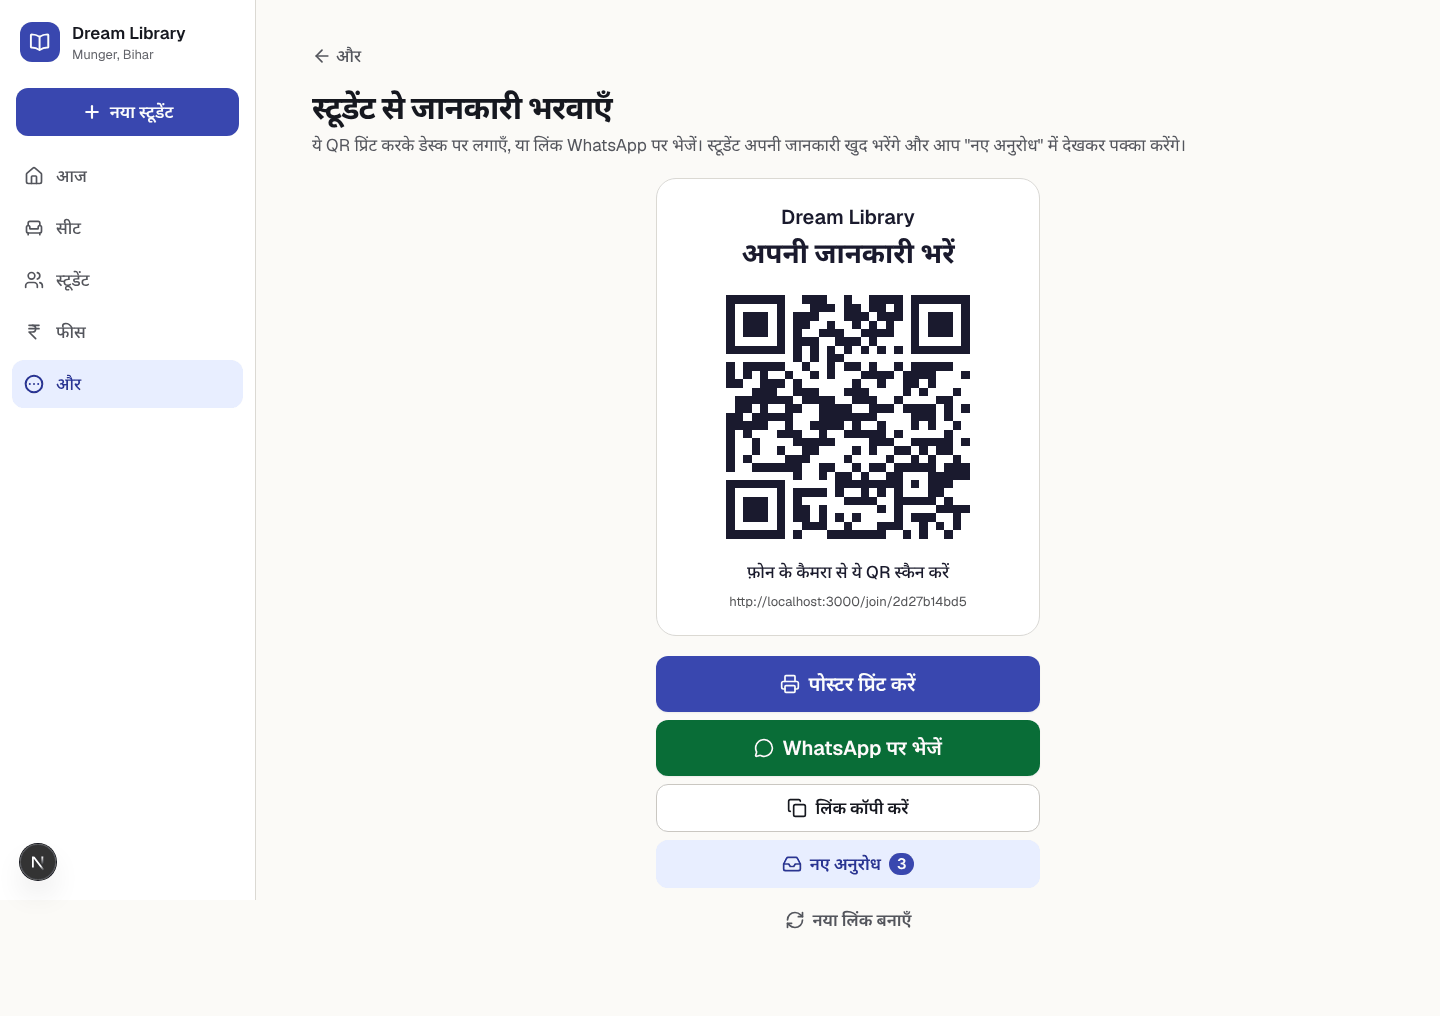 Dream Library
Munger, Bihar
नया स्टूडेंट
आज
सीट
स्टूडेंट
फीस
और
और
स्टूडेंट से जानकारी भरवाएँ
ये QR प्रिंट करके डेस्क पर लगाएँ, या लिंक WhatsApp पर भेजें। स्टूडेंट अपनी जानकारी खुद भरेंगे और आप "नए अनुरोध" में देखकर पक्का करेंगे।
Dream Library
अपनी जानकारी भरें
फ़ोन के कैमरा से ये QR स्कैन करें
http://localhost:3000/join/2d27b14bd5
पोस्टर प्रिंट करें
WhatsApp पर भेजें
लिंक कॉपी करें
नए अनुरोध 3
नया लिंक बनाएँ
N